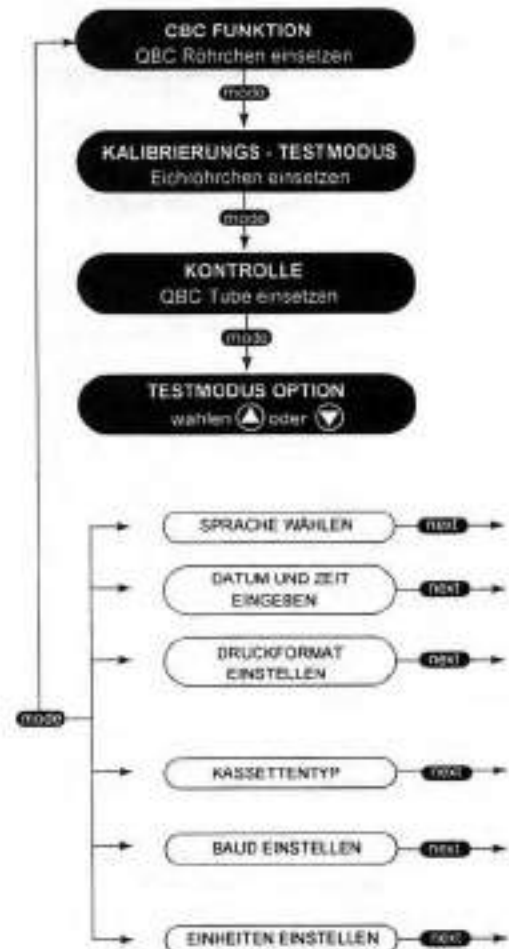 CBC FUNKTION
QBC Röhrchen einsetzen
mode
KALIBRIERUNGS - TESTMODUS
Eichröhrchen einsetzen
mode
KONTROLLE
QBC Tube einsetzen
mode
TESTMODUS OPTION
wählen oder
SPRACHE WÄHLEN
next
DATUM UND ZEIT
EINGEBEN
next
DRUCKFORMAT
EINSTELLEN
next
mode
KASSETTENTYP
next
BAUD EINSTELLEN
next
EINHEITEN EINSTELLEN
next